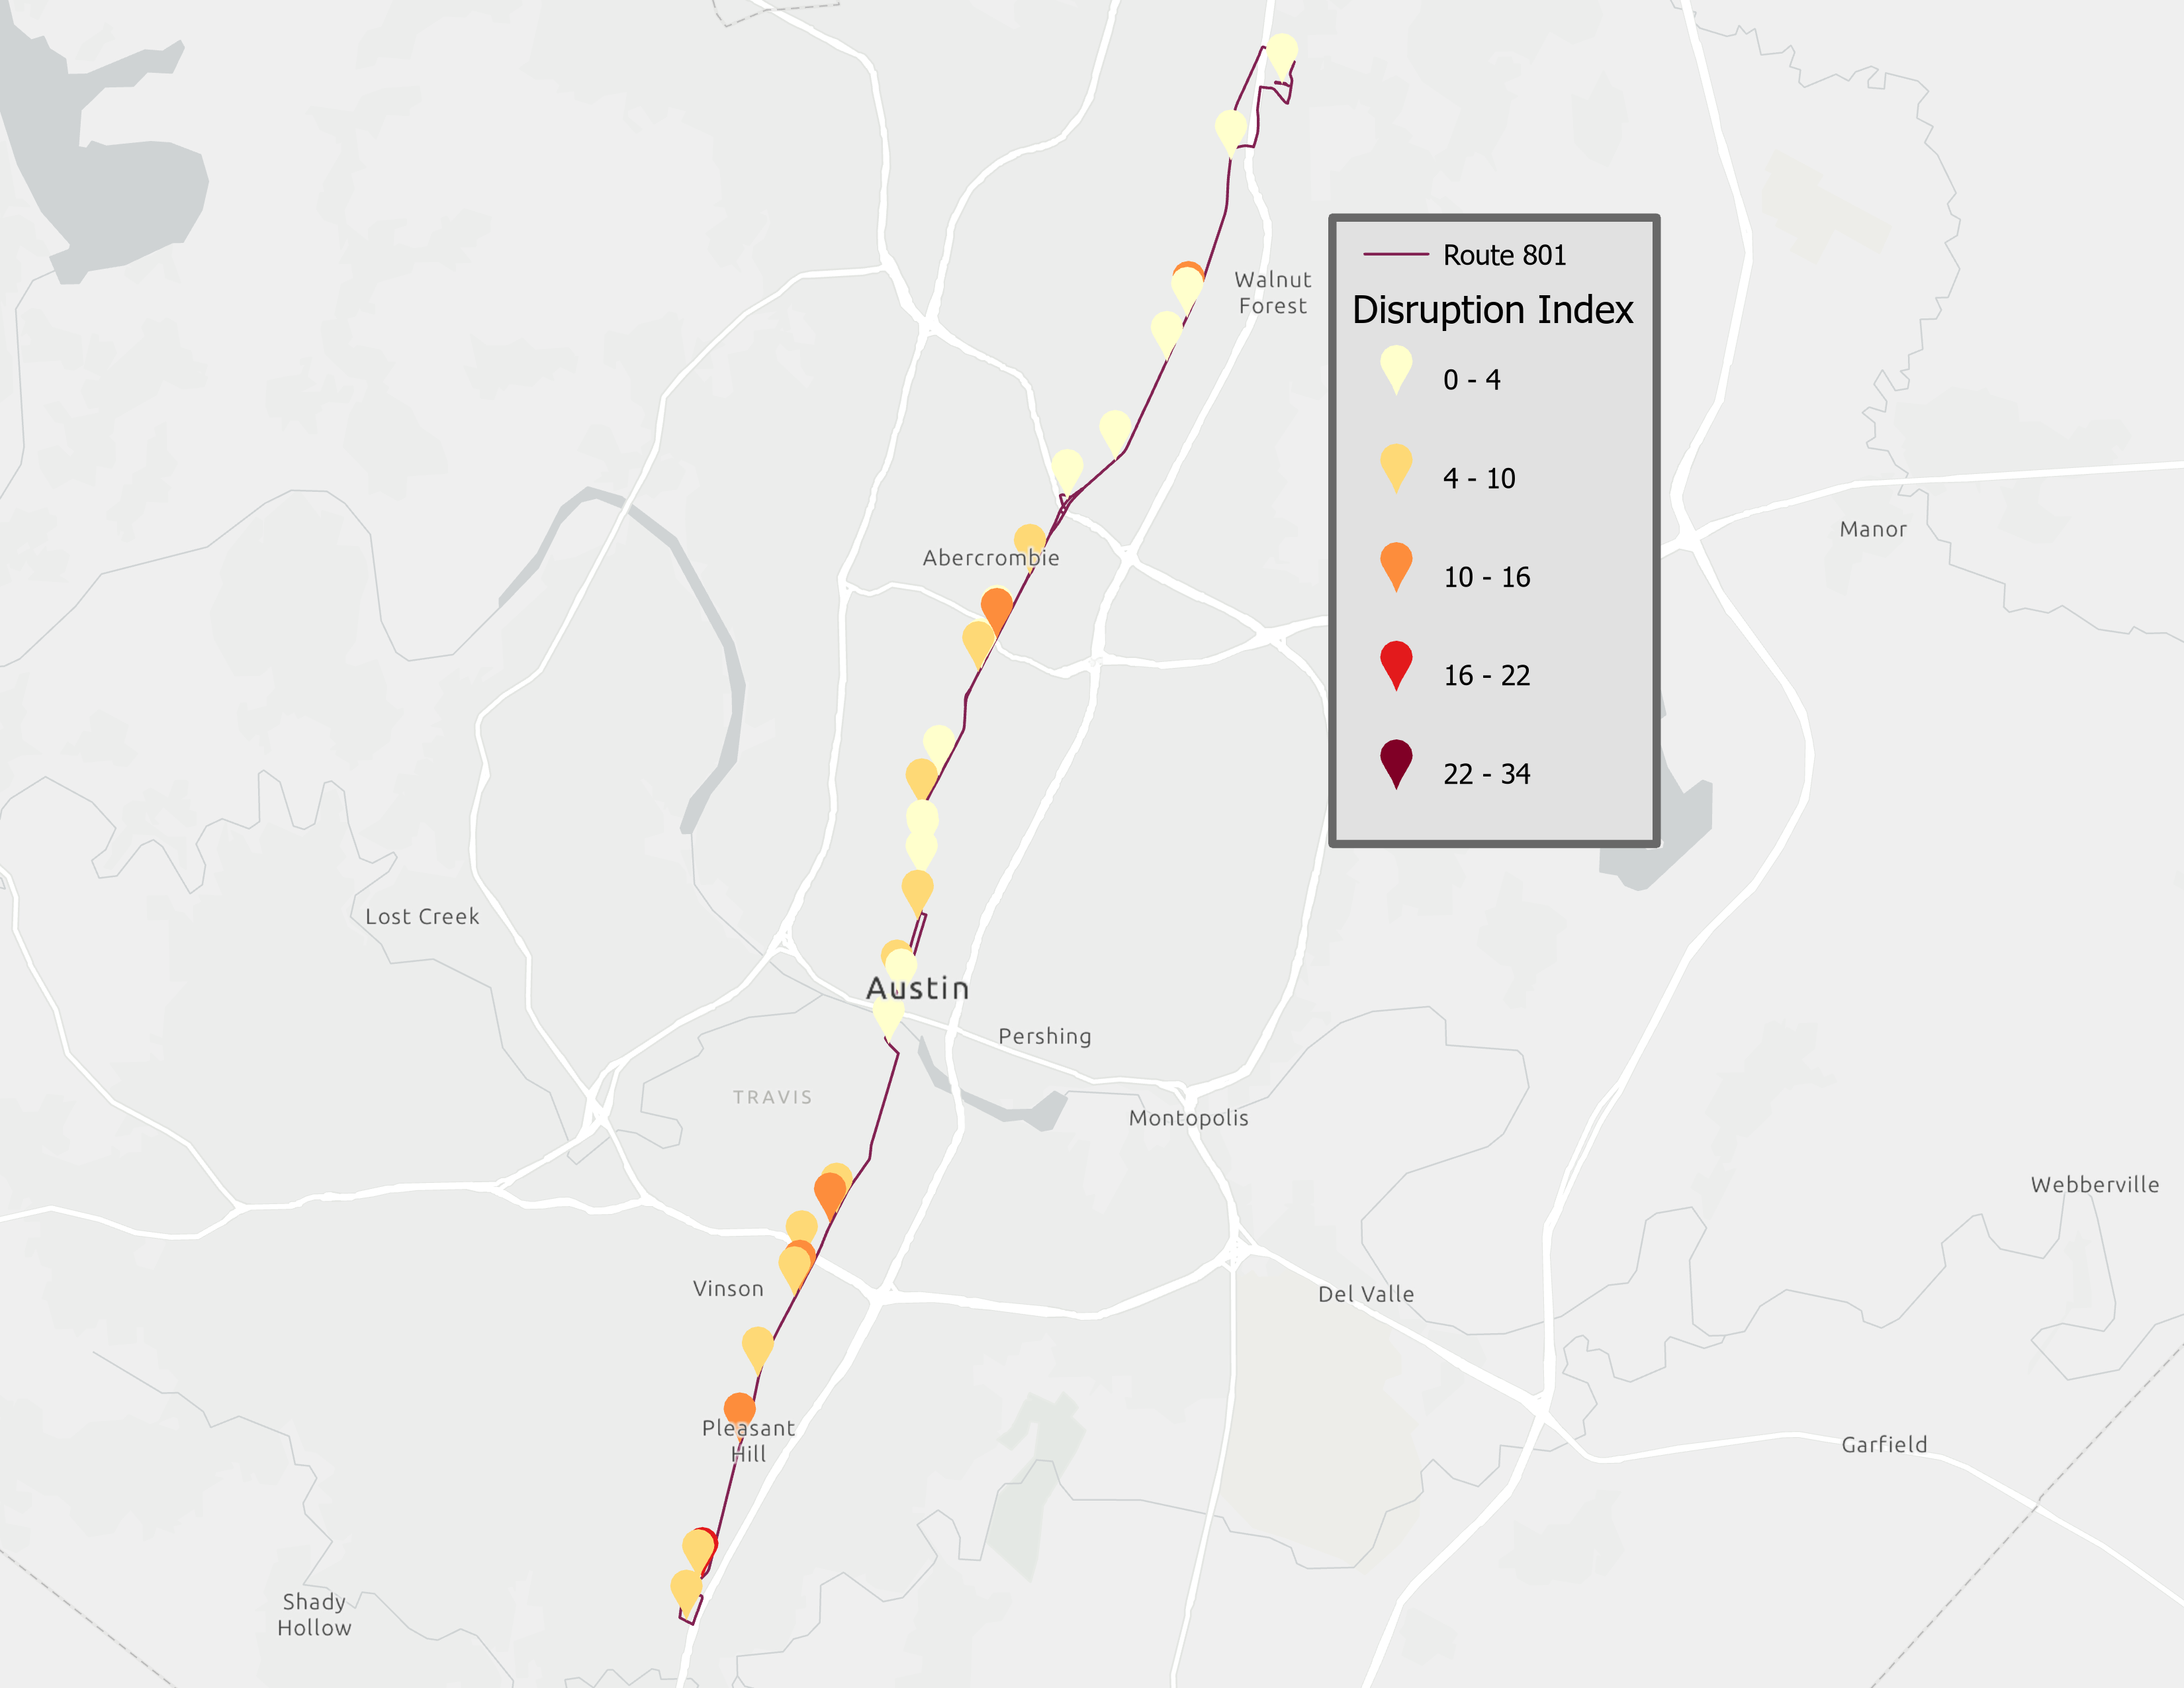 Route 801
Disruption Index
0 - 4
4 - 10
10 - 16
16 - 22
22 - 34
Walnut
Forest
Manor
Abercrombie
Lost Creek
Austin
Pershing
TRAVIS
Montopolis
Webberville
Vinson
Del Valle
Pleasant
Hill
Garfield
Shady
Hollow